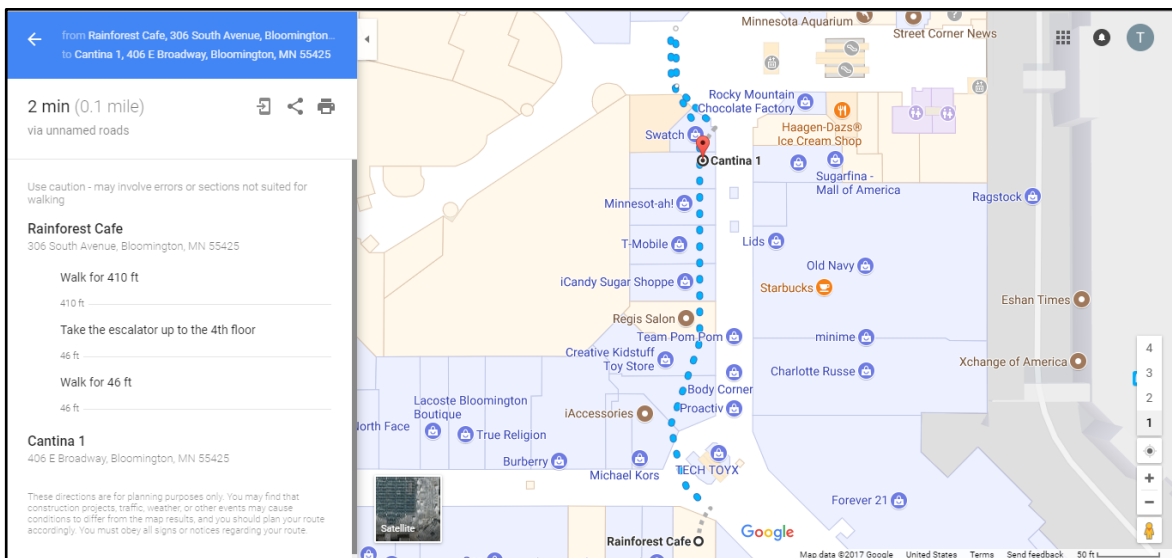 from Rainforest Cafe, 306 South Avenue, Bloomington...
to Cantina 1, 406 E Broadway, Bloomington, MN 55425
2 min (0.1 mile)
via unnamed roads
Use caution - may involve errors or sections not suited for
walking
Rainforest Cafe
306 South Avenue, Bloomington, MN 55425
Walk for 410 ft
410 ft
Take the escalator up to the 4th floor
46 ft
Walk for 46 ft
46 ft
Cantina 1
406 E Broadway, Bloomington, MN 55425
These directions are for planning purposes only. You may find that
construction projects, traffic, weather, or other events may cause
conditions to differ from the map results, and you should plan your route
accordingly. You must obey all signs or notices regarding your route.
Minnesota Aquarium
Street Corner News
T
Rocky Mountain
Chocolate Factory
Swatch
Haagen-Dazs®
Ice Cream Shop
Cantina 1
Sugarfina -
Mall of America
Ragstock
Minnesot-ah!
T-Mobile
Lids
Old Navy
iCandy Sugar Shoppe
Starbucks
Eshan Times
Regis Salon
Team Pom Pom
minime
Creative Kidstuff
Toy Store
Charlotte Russe
Xchange of America
Body Corner
Lacoste Bloomington
Boutique
iAccessories
Proactiv
North Face
True Religion
Burberry
Michael Kors
TECH TOYX
Forever 21
Satellite
Rainforest Cafe
Google
4
3
2
1
Map data ©2017 Google United States Terms Send feedback 50 ft